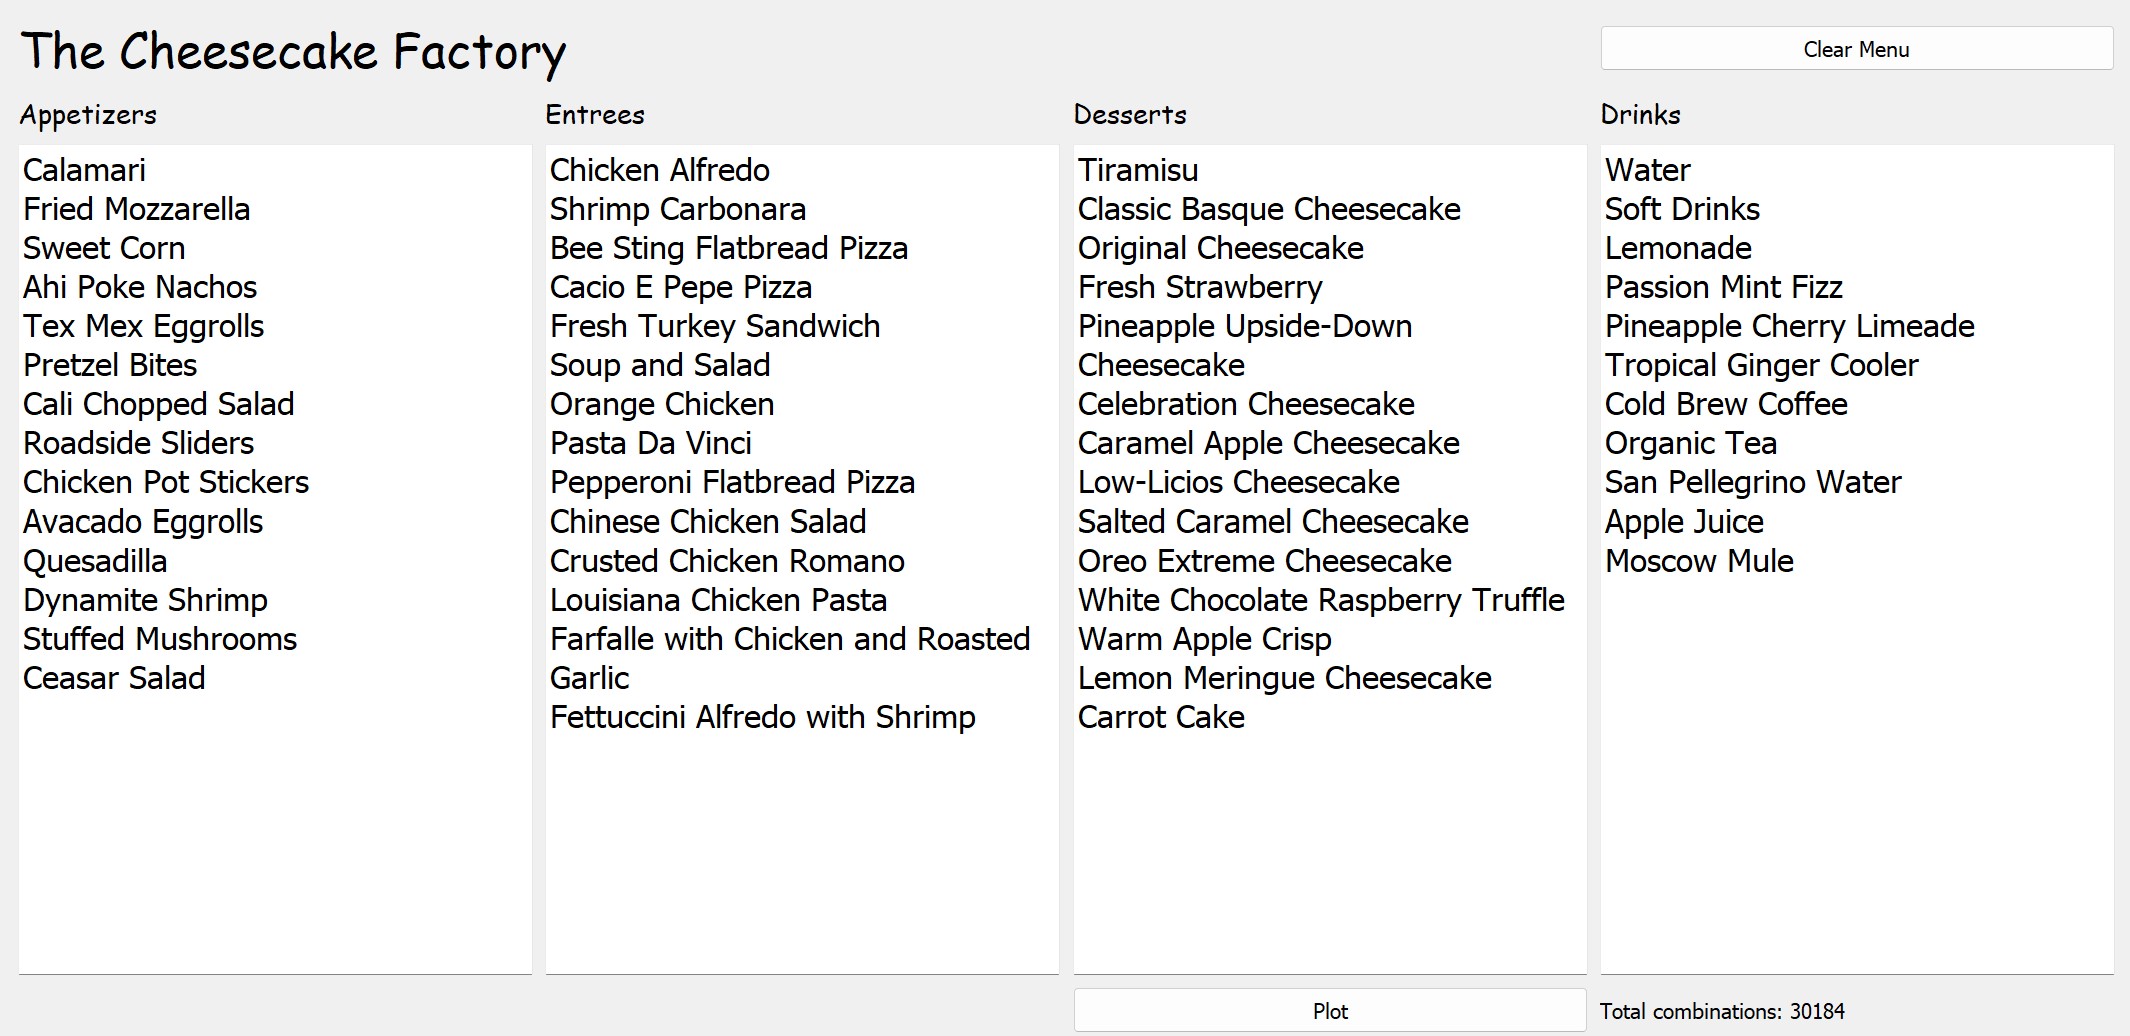 The Cheesecake Factory
Clear Menu
Appetizers
Calamari
Fried Mozzarella
Sweet Corn
Ahi Poke Nachos
Tex Mex Eggrolls
Pretzel Bites
Cali Chopped Salad
Roadside Sliders
Chicken Pot Stickers
Avacado Eggrolls
Quesadilla
Dynamite Shrimp
Stuffed Mushrooms
Ceasar Salad
Entrees
Chicken Alfredo
Shrimp Carbonara
Bee Sting Flatbread Pizza
Cacio E Pepe Pizza
Fresh Turkey Sandwich
Soup and Salad
Orange Chicken
Pasta Da Vinci
Pepperoni Flatbread Pizza
Chinese Chicken Salad
Crusted Chicken Romano
Louisiana Chicken Pasta
Farfalle with Chicken and Roasted
Garlic
Fettuccini Alfredo with Shrimp
Desserts
Tiramisu
Classic Basque Cheesecake
Original Cheesecake
Fresh Strawberry
Pineapple Upside-Down
Cheesecake
Celebration Cheesecake
Caramel Apple Cheesecake
Low-Licios Cheesecake
Salted Caramel Cheesecake
Oreo Extreme Cheesecake
White Chocolate Raspberry Truffle
Warm Apple Crisp
Lemon Meringue Cheesecake
Carrot Cake
Drinks
Water
Soft Drinks
Lemonade
Passion Mint Fizz
Pineapple Cherry Limeade
Tropical Ginger Cooler
Cold Brew Coffee
Organic Tea
San Pellegrino Water
Apple Juice
Moscow Mule
Plot
Total combinations: 30184